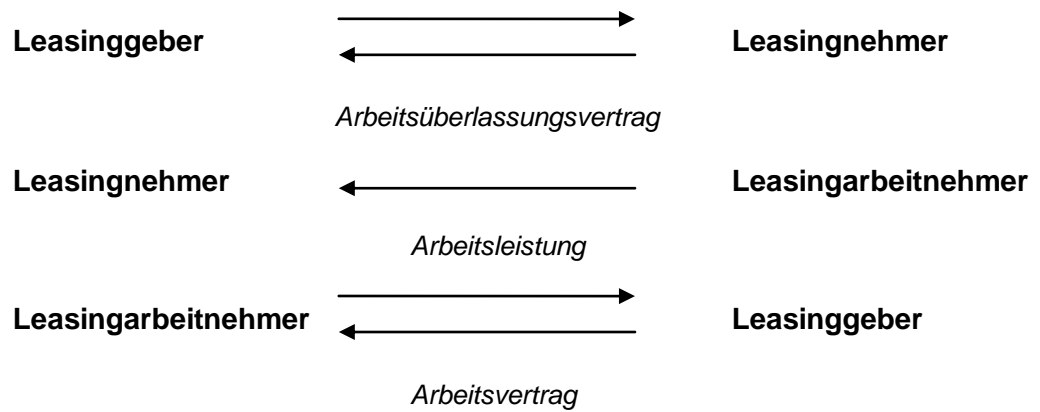 Leasinggeber Leasingnehmer
Arbeitsüberlassungsvertrag
Leasingnehmer Leasingarbeitnehmer
Arbeitsleistung
Leasingarbeitnehmer Leasinggeber
Arbeitsvertrag